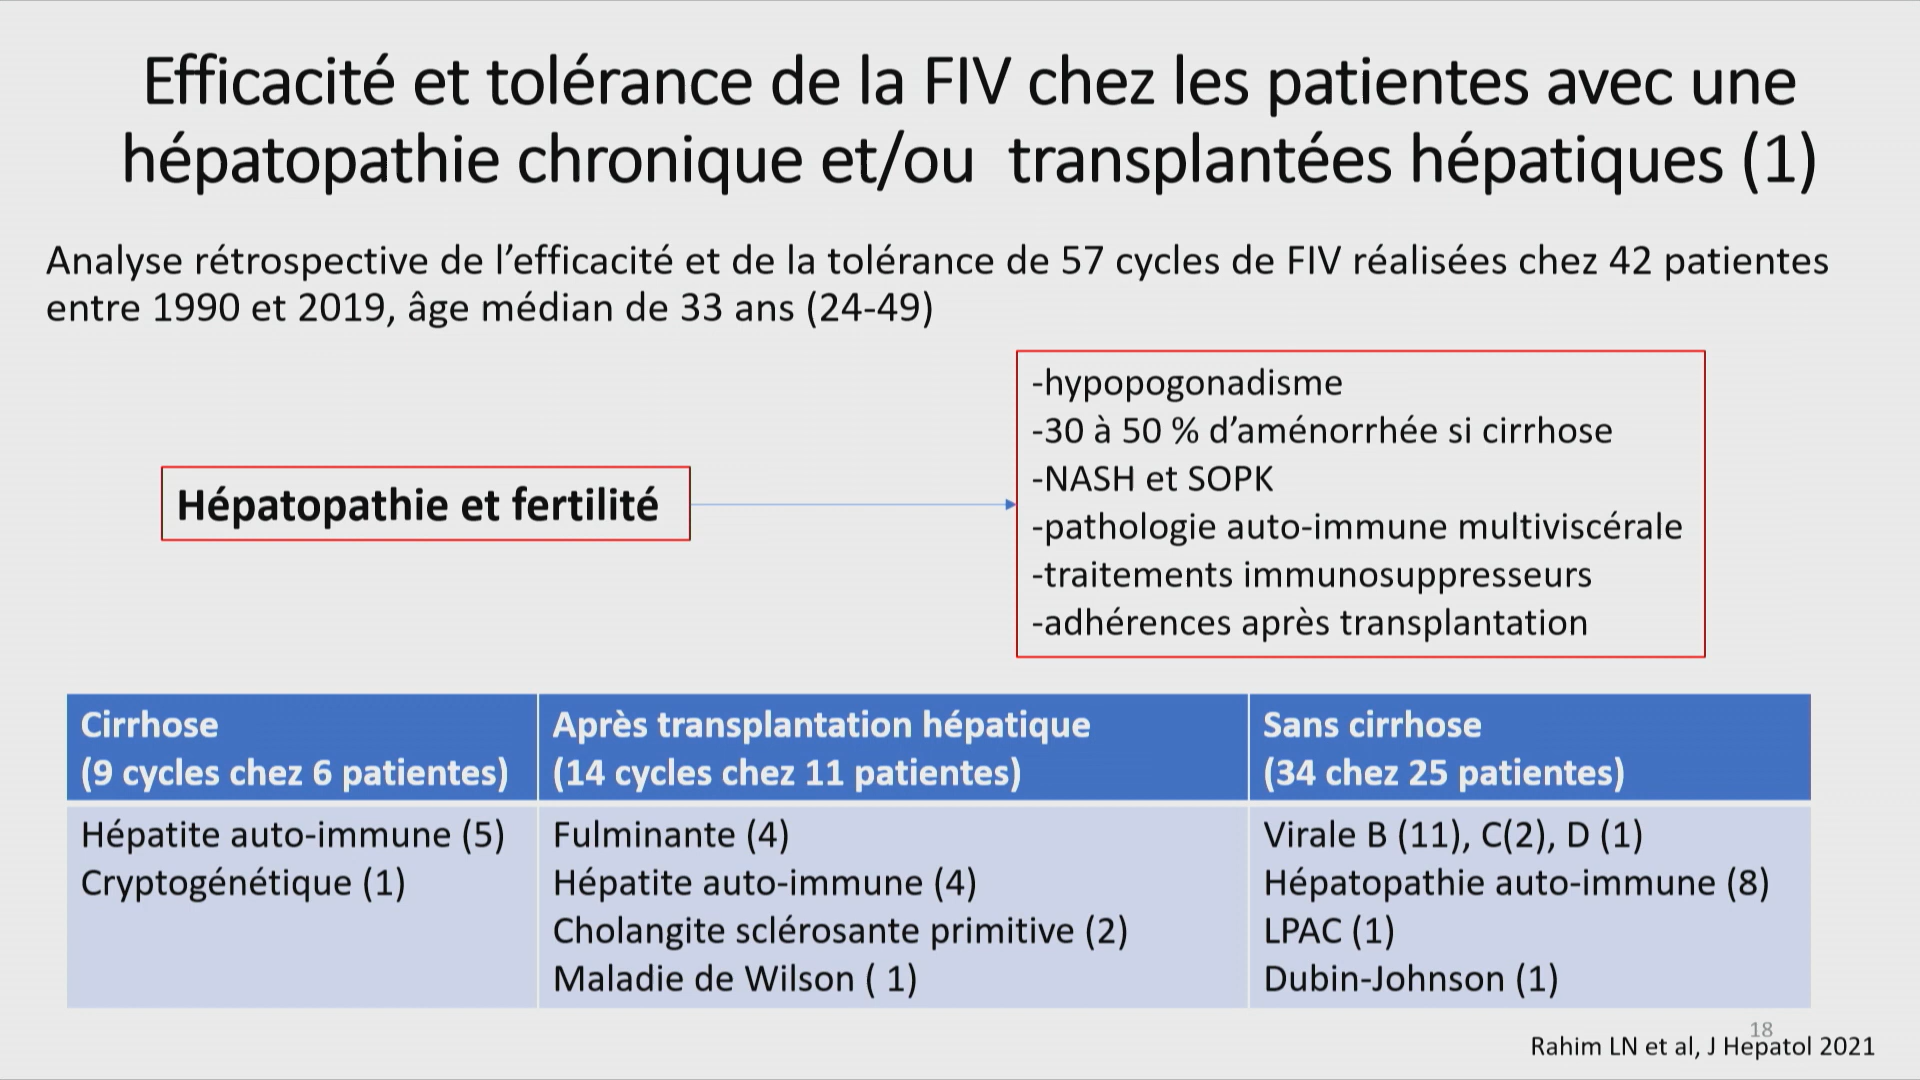 Efficacité et tolérance de la FIV chez les patientes avec une
hépatopathie chronique et/ou transplantées hépatiques (1)
Analyse rétrospective de l'efficacité et de la tolérance de 57 cycles de FIV réalisées chez 42 patientes
entre 1990 et 2019, âge médian de 33 ans (24-49)
Hépatopathie et fertilité
-hypopogonadisme
-30 à 50 % d'aménorrhée si cirrhose
-NASH et SOPK
-pathologie auto-immune multiviscérale
-traitements immunosuppresseurs
-adhérences après transplantation
Cirrhose
(9 cycles chez 6 patientes)
Après transplantation hépatique
(14 cycles chez 11 patientes)
Sans cirrhose
(34 chez 25 patientes)
Hépatite auto-immune (5)
Cryptogénétique (1)
Fulminante (4)
Hépatite auto-immune (4)
Cholangite sclérosante primitive (2)
Maladie de Wilson ( 1)
Virale B (11), C(2), D (1)
Hépatopathie auto-immune (8)
LPAC (1)
Dubin-Johnson (1)
18
Rahim LN et al, J Hepatol 2021